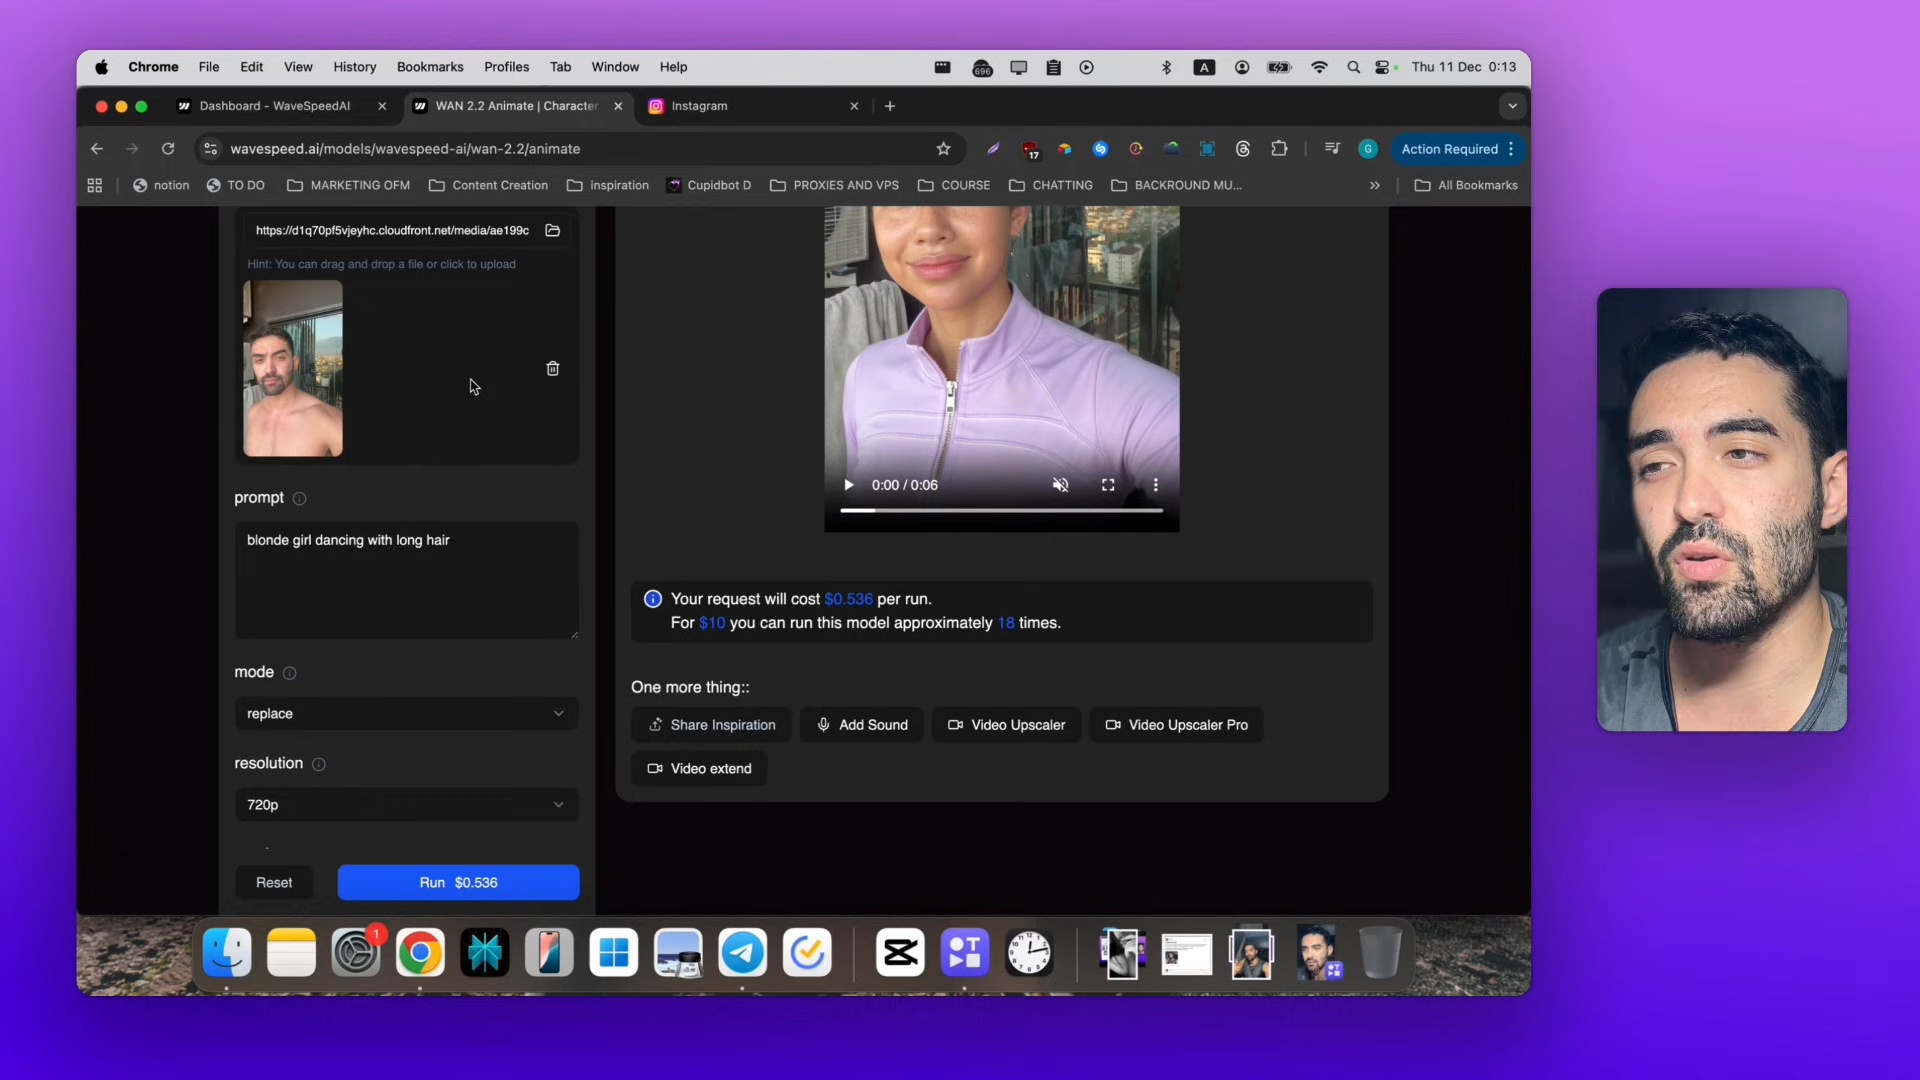 Chrome File Edit View History Bookmarks Profiles Tab Window Help
696
A
Thu 11 Dec 0:13
Dashboard - WaveSpeedAI
WAN 2.2 Animate | Character
Instagram
wavespeed.ai/models/wavespeed-ai/wan-2.2/animate
17
G
Action Required
notion
TO DO
MARKETING OFM
Content Creation
inspiration
Cupidbot D
PROXIES AND VPS
COURSE
CHATTING
BACKROUND MU...
All Bookmarks
https://d1q70pf5vjeyhc.cloudfront.net/media/ae199c
Hint: You can drag and drop a file or click to upload
prompt
blonde girl dancing with long hair
mode
replace
resolution
720p
Reset
Run $0.536
0:00 / 0:06
Your request will cost $0.536 per run.
For $10 you can run this model approximately 18 times.
One more thing::
Share Inspiration
Add Sound
Video Upscaler
Video Upscaler Pro
Video extend
1